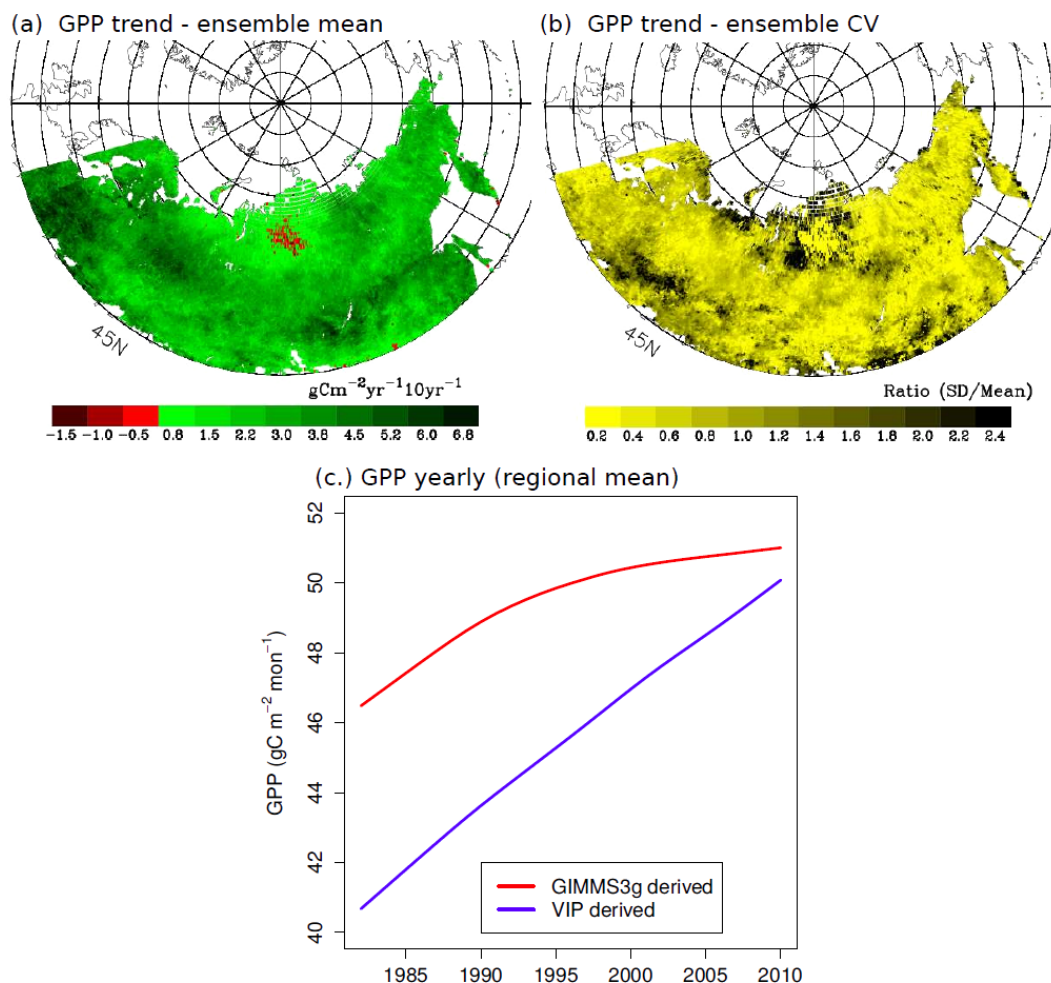 (a) GPP trend - ensemble mean
(b) GPP trend - ensemble CV
45N
45N
gCm⁻²yr⁻¹10yr⁻¹
−1.5 −1.0 −0.5 0.8 1.5 2.2 3.0 3.8 4.5 5.2 6.0 6.8
Ratio (SD/Mean)
0.2 0.4 0.6 0.8 1.0 1.2 1.4 1.6 1.8 2.0 2.2 2.4
(c.) GPP yearly (regional mean)
GPP (gC m⁻² mon⁻¹)
52
50
48
46
44
42
40
GIMMS3g derived
VIP derived
1985 1990 1995 2000 2005 2010